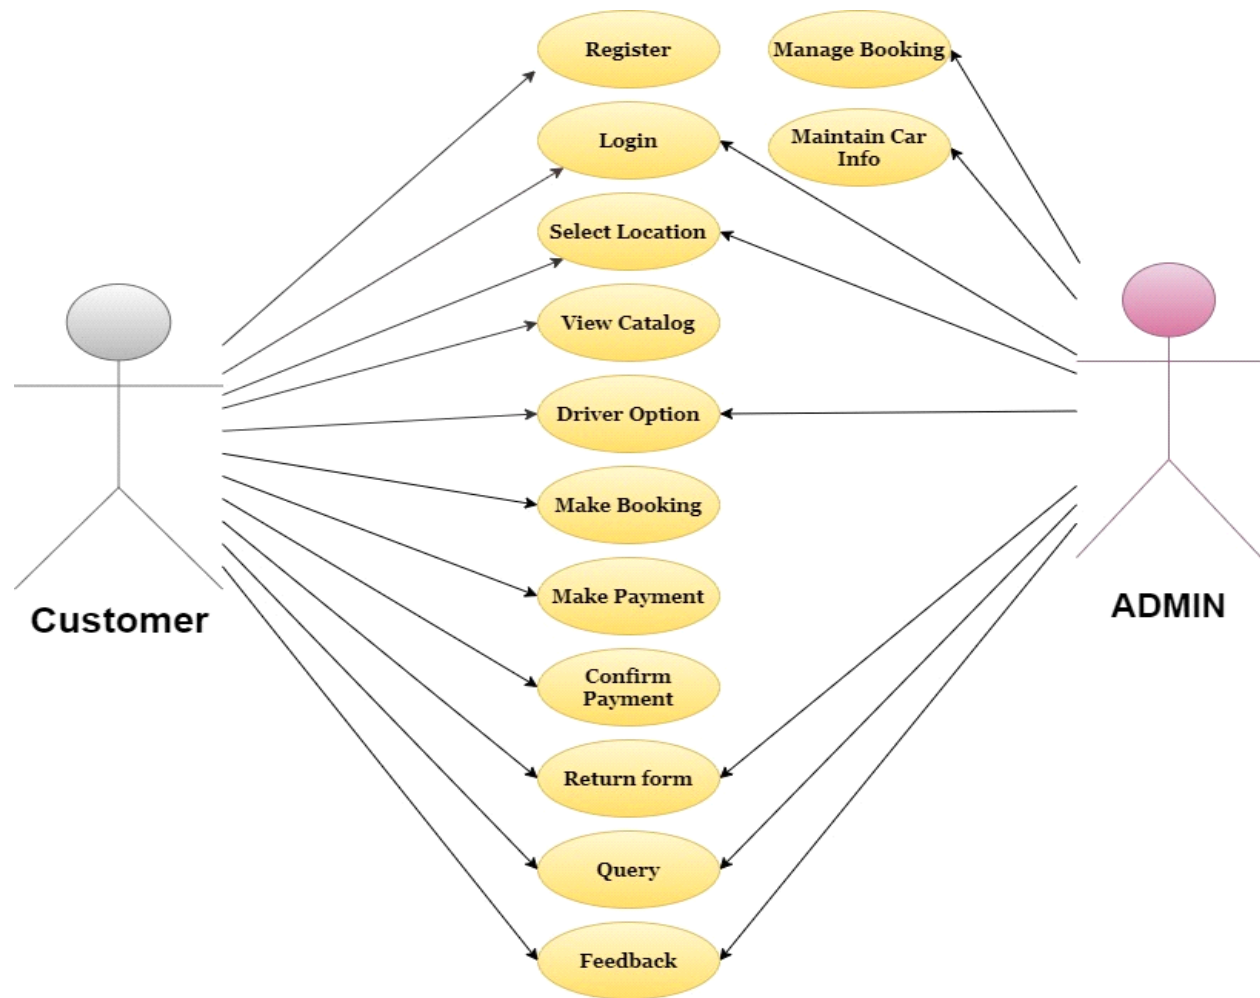 Register
Manage Booking
Login
Maintain Car
Info
Select Location
View Catalog
Driver Option
Make Booking
Make Payment
Customer
ADMIN
Confirm
Payment
Return form
Query
Feedback